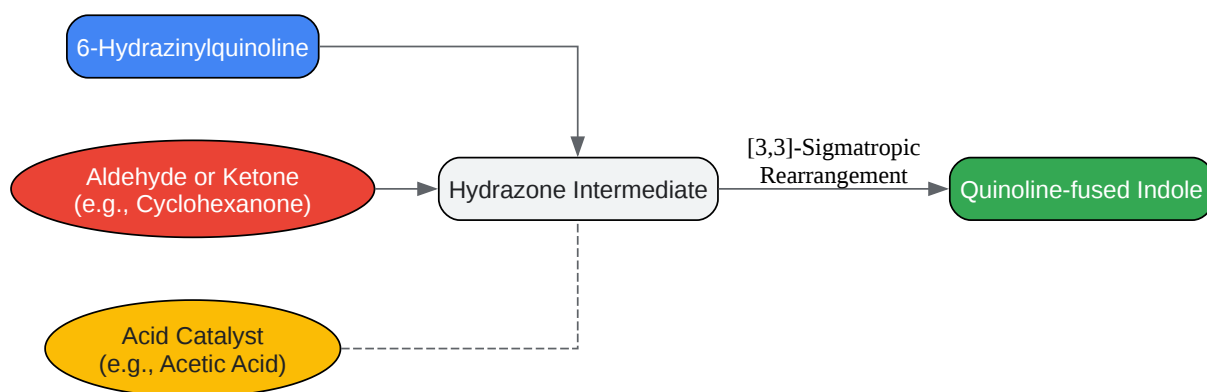 6-Hydrazinylquinoline
Aldehyde or Ketone
(e.g., Cyclohexanone)
Acid Catalyst
(e.g., Acetic Acid)
Hydrazone Intermediate
[3,3]-Sigmatropic
Rearrangement
Quinoline-fused Indole